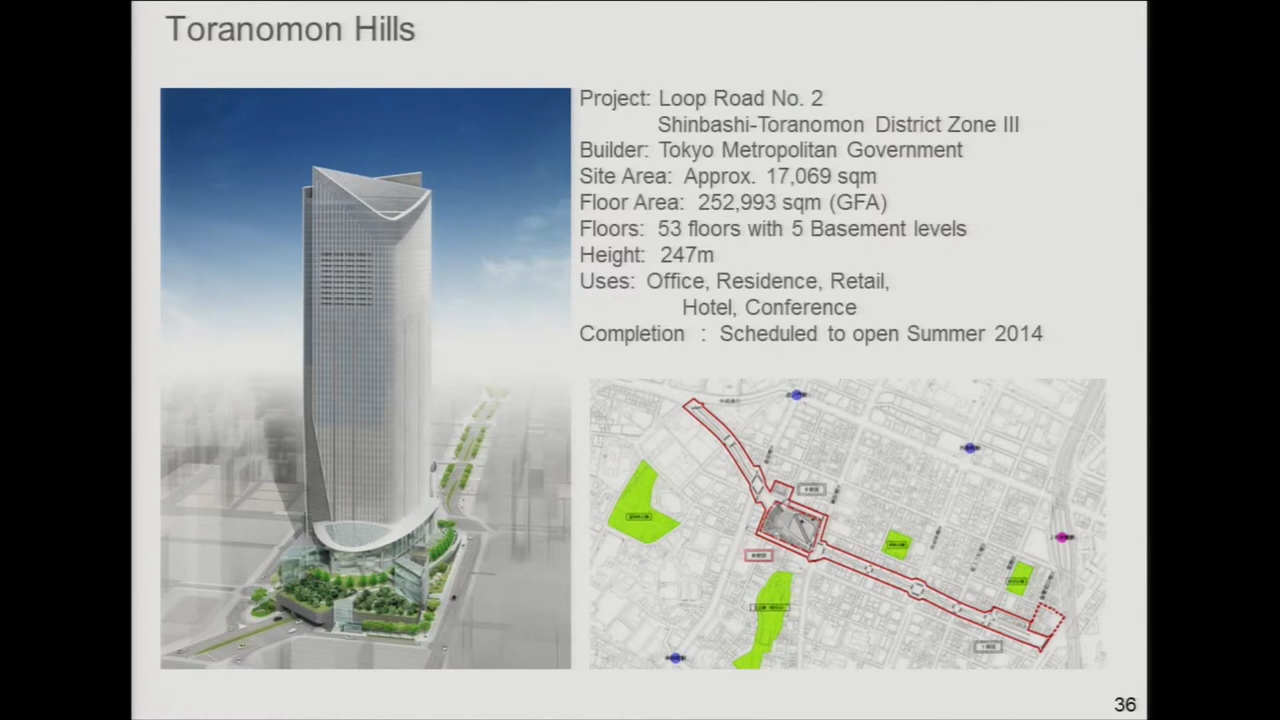 Toranomon Hills
Project: Loop Road No. 2
Shinbashi-Toranomon District Zone III
Builder: Tokyo Metropolitan Government
Site Area: Approx. 17,069 sqm
Floor Area: 252,993 sqm (GFA)
Floors: 53 floors with 5 Basement levels
Height: 247m
Uses: Office, Residence, Retail,
Hotel, Conference
Completion : Scheduled to open Summer 2014
36